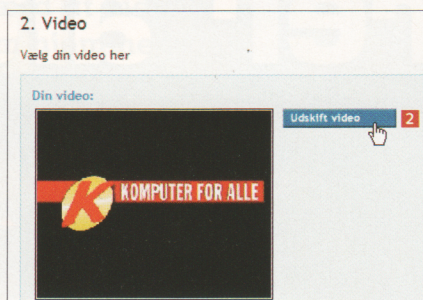 2. Video
Vælg din video her
Din video:
Udskift video
2
K KOMPUTER FOR ALLE